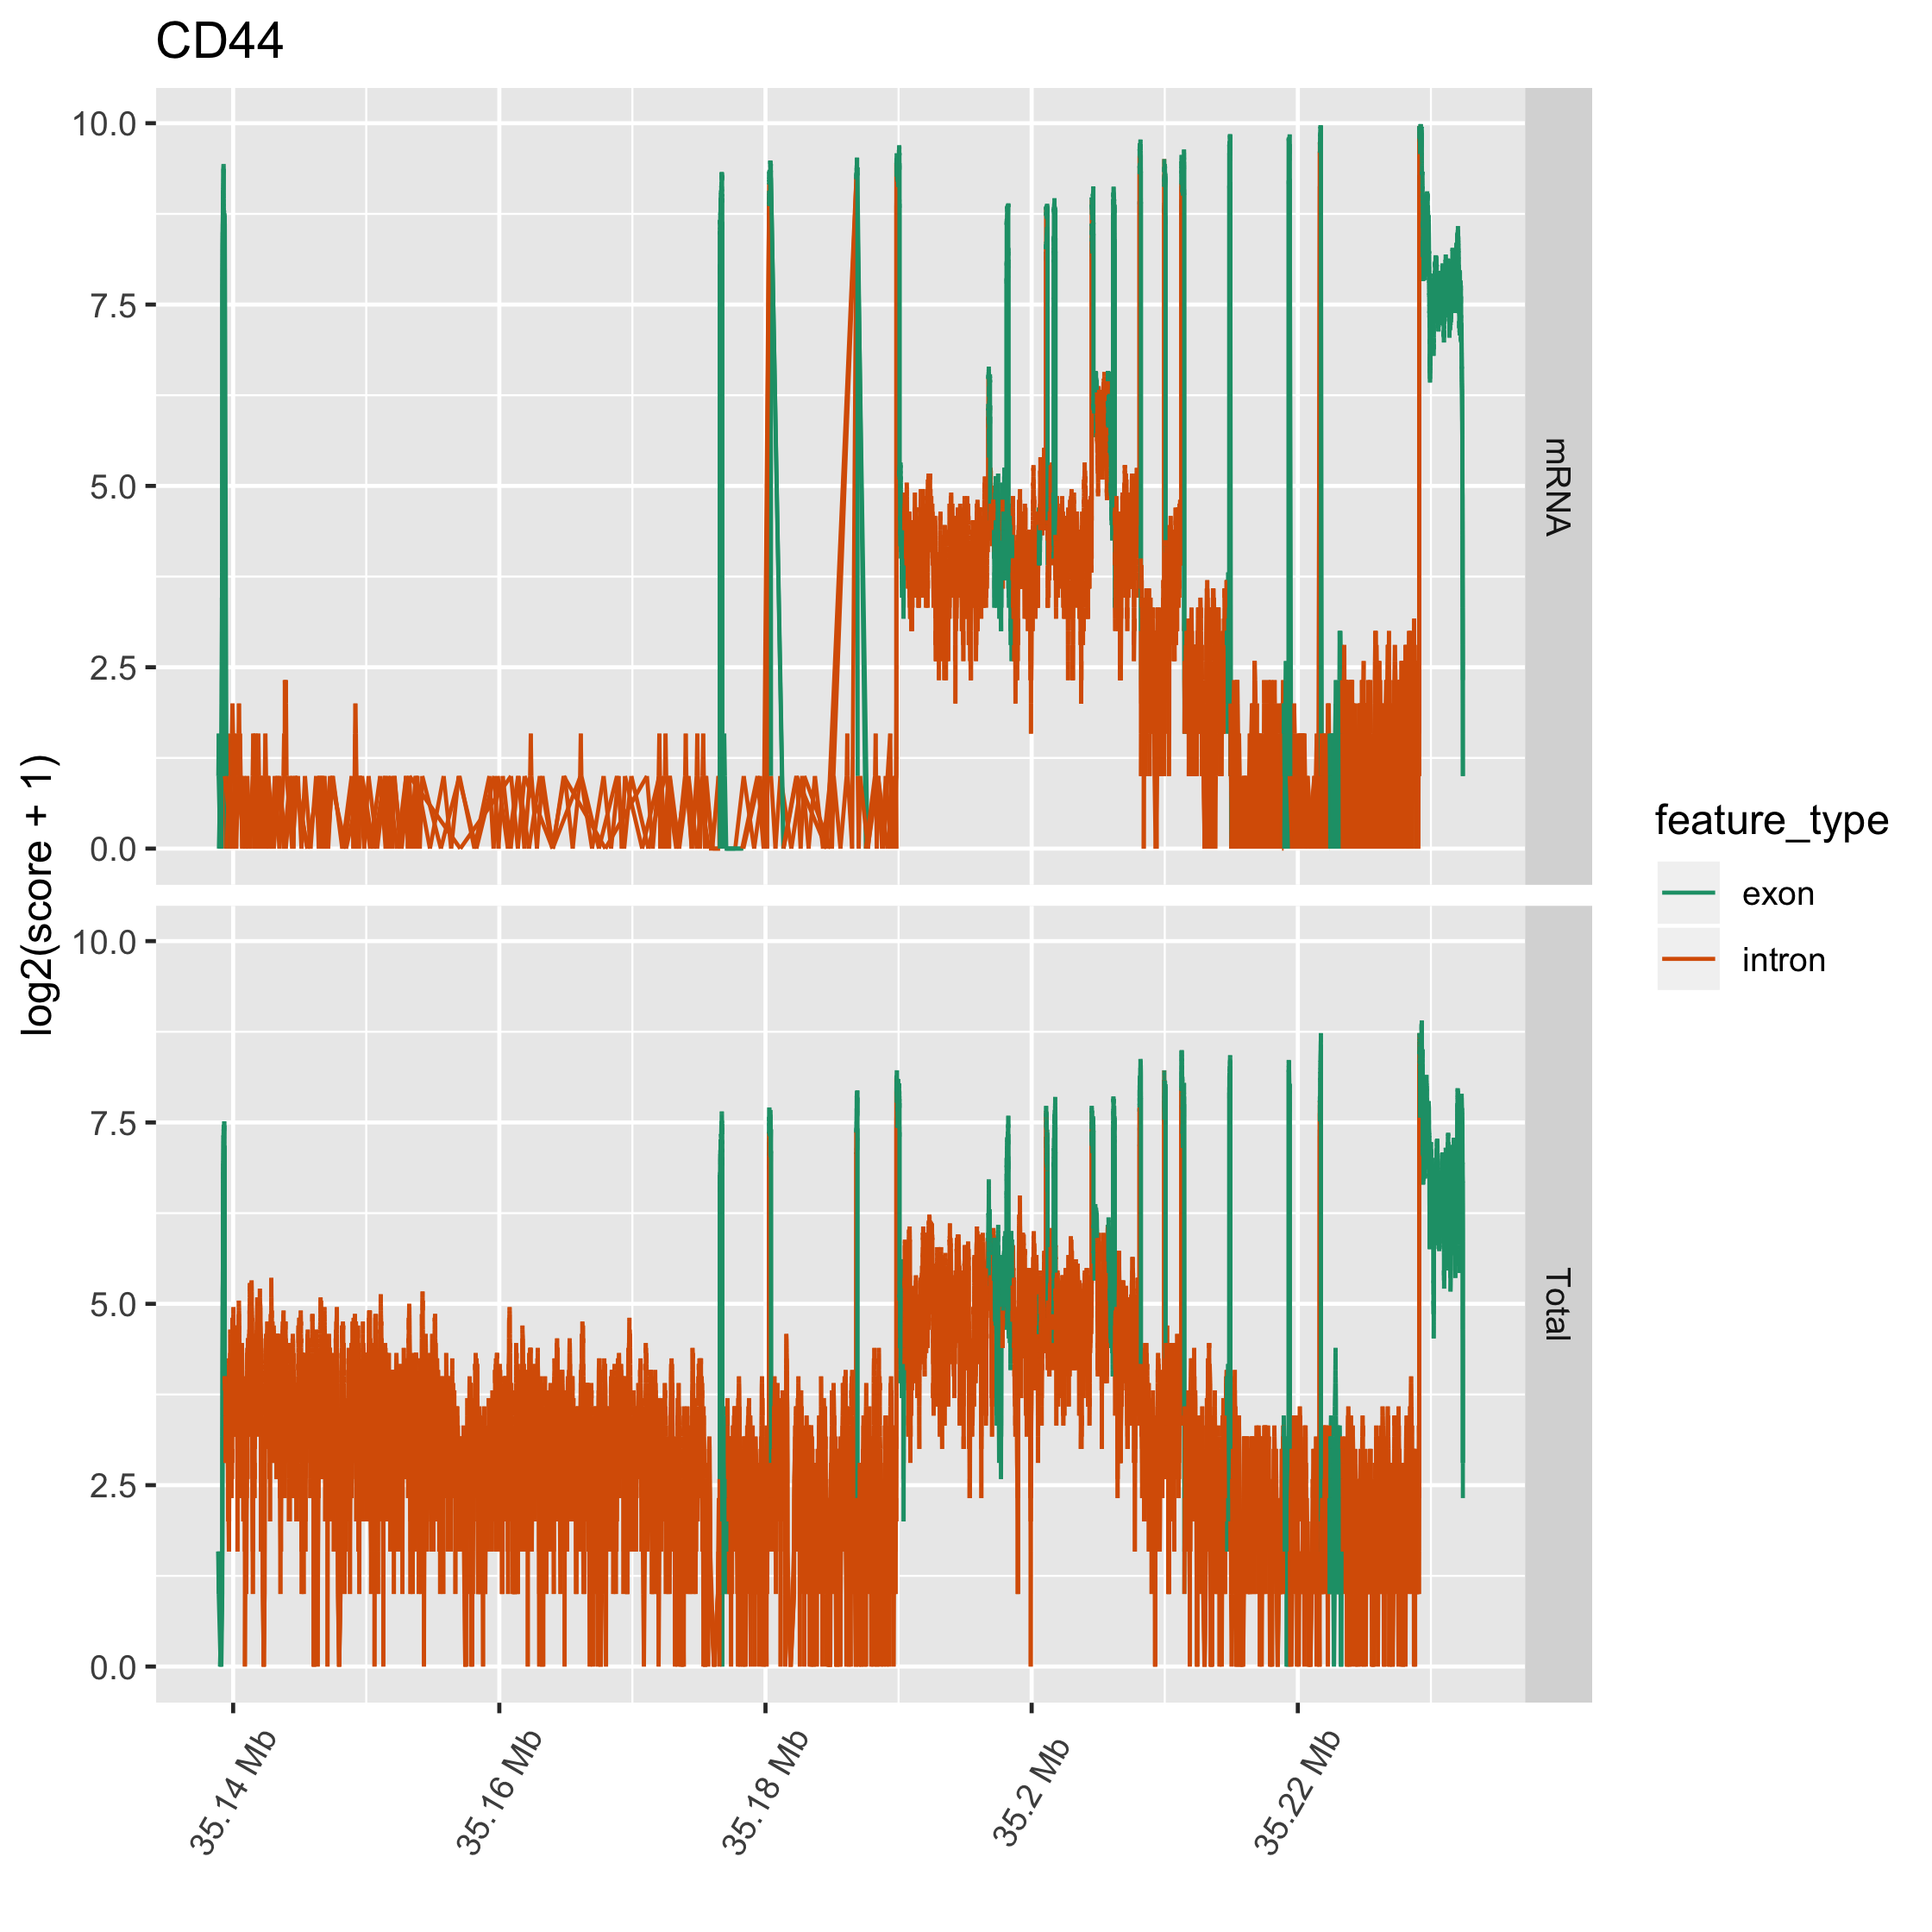 CD44
log2(score + 1)
10.0
7.5
5.0
2.5
0.0
mRNA
10.0
7.5
5.0
2.5
0.0
Total
35.14 Mb
35.16 Mb
35.18 Mb
35.2 Mb
35.22 Mb
feature_type
exon
intron